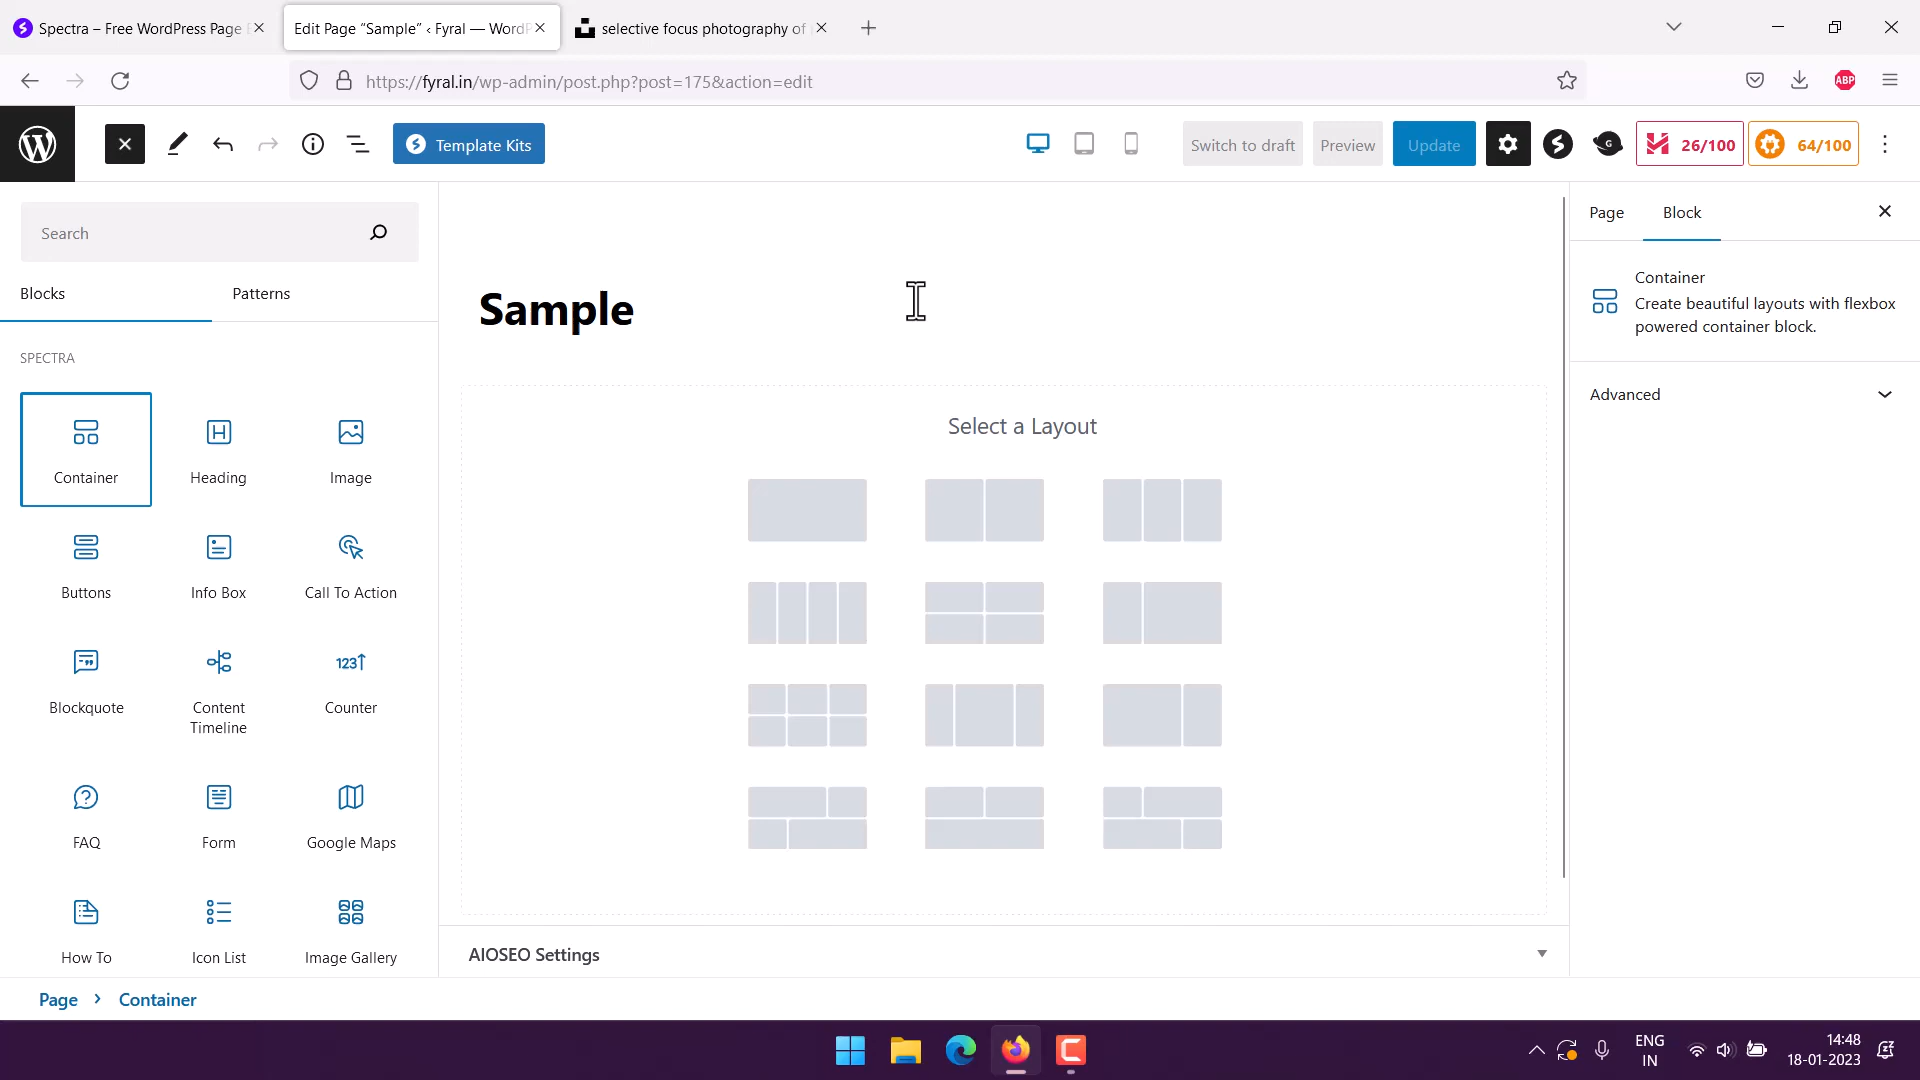 Spectra – Free WordPress Page
Edit Page “Sample” ‹ Fyral — WordP
selective focus photography of
https://fyral.in/wp-admin/post.php?post=175&action=edit
ABP
Template Kits
Switch to draft
Preview
Update
G
26/100
64/100
Search
Blocks
Patterns
SPECTRA
Container
Heading
Image
Buttons
Info Box
Call To Action
Blockquote
Content
Timeline
123
Counter
FAQ
Form
Google Maps
How To
Icon List
Image Gallery
Sample
Select a Layout
AIOSEO Settings
Page
Block
Container
Create beautiful layouts with flexbox
powered container block.
Advanced
Page › Container
ENG
IN
14:48
18-01-2023